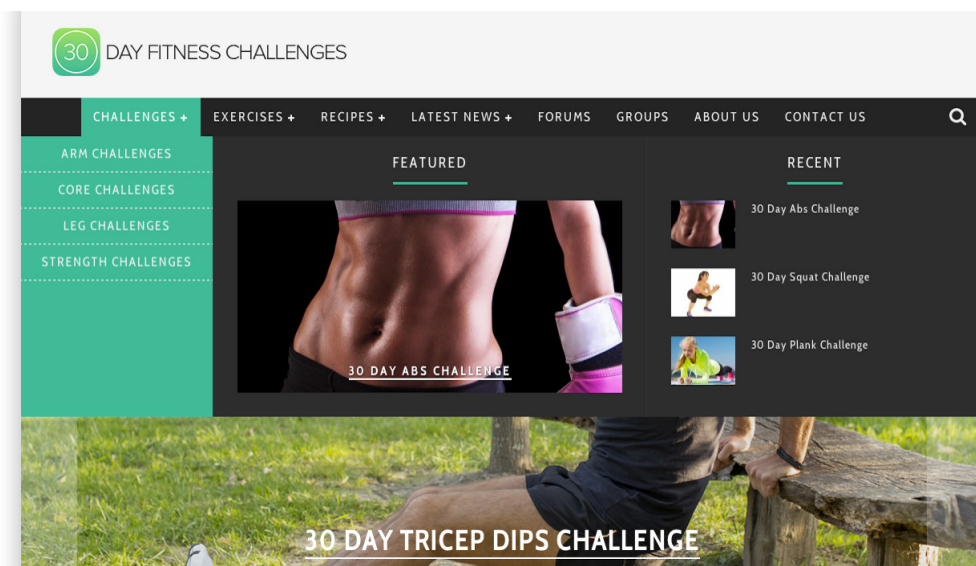 30 DAY FITNESS CHALLENGES
CHALLENGES + EXERCISES + RECIPES + LATEST NEWS + FORUMS GROUPS ABOUT US CONTACT US
ARM CHALLENGES
CORE CHALLENGES
LEG CHALLENGES
STRENGTH CHALLENGES
FEATURED
30 DAY ABS CHALLENGE
RECENT
30 Day Abs Challenge
30 Day Squat Challenge
30 Day Plank Challenge
30 DAY TRICEP DIPS CHALLENGE